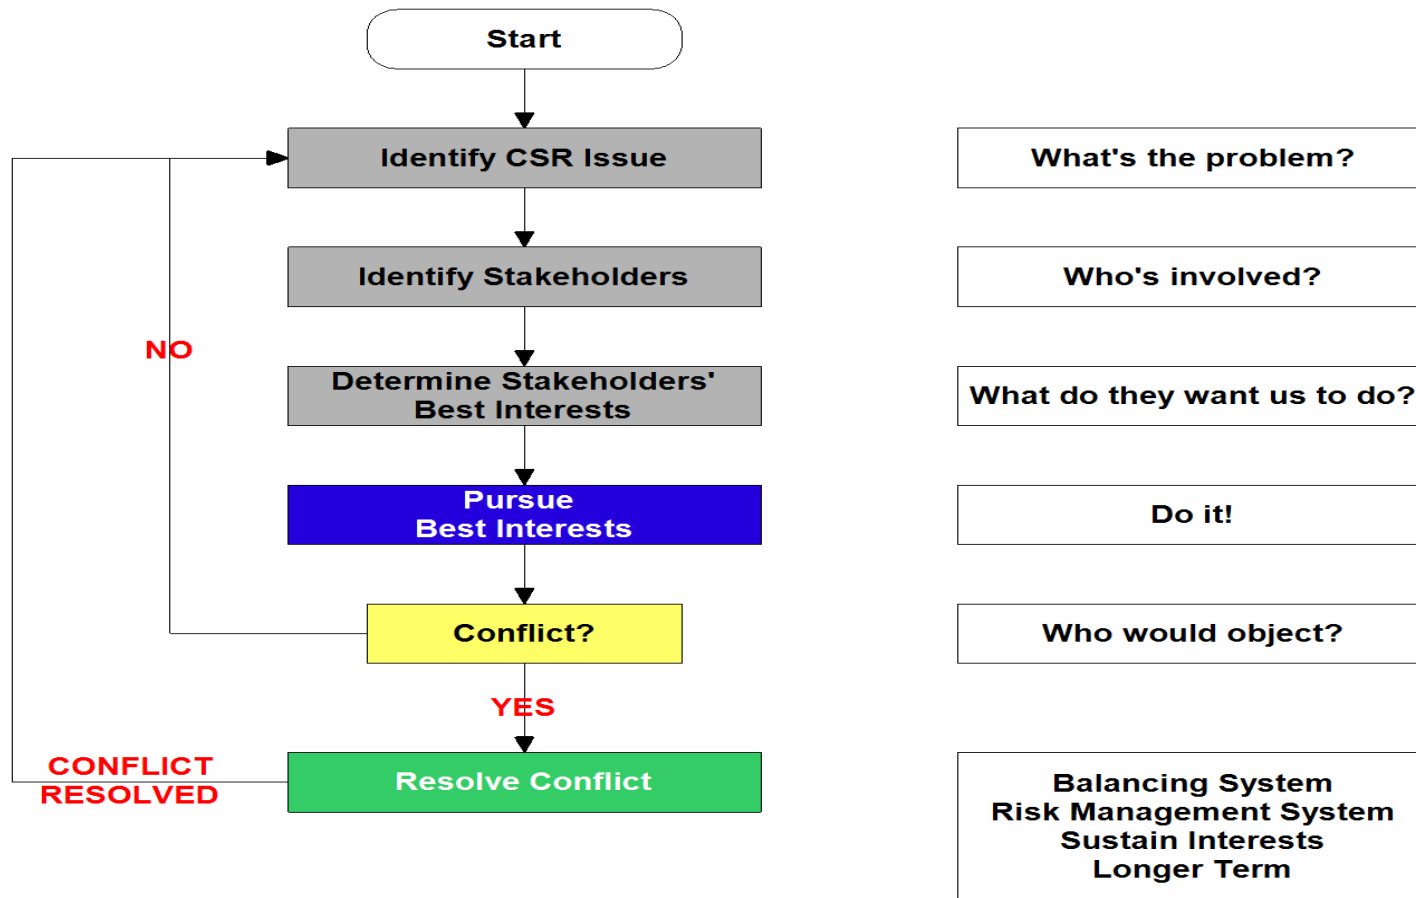 Start
Identify CSR Issue
What's the problem?
Identify Stakeholders
Who's involved?
NO
Determine Stakeholders'
Best Interests
What do they want us to do?
Pursue
Best Interests
Do it!
Conflict?
Who would object?
YES
CONFLICT
RESOLVED
Resolve Conflict
Balancing System
Risk Management System
Sustain Interests
Longer Term